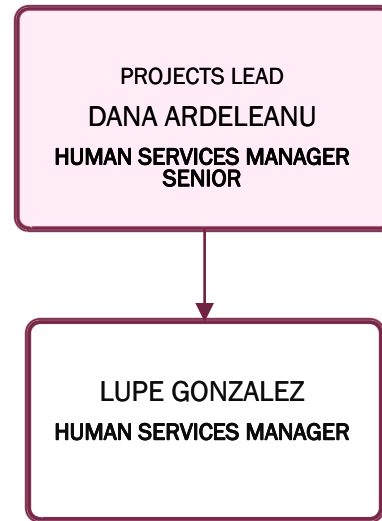 PROJECTS LEAD
DANA ARDELEANU
HUMAN SERVICES MANAGER
SENIOR
LUPE GONZALEZ
HUMAN SERVICES MANAGER